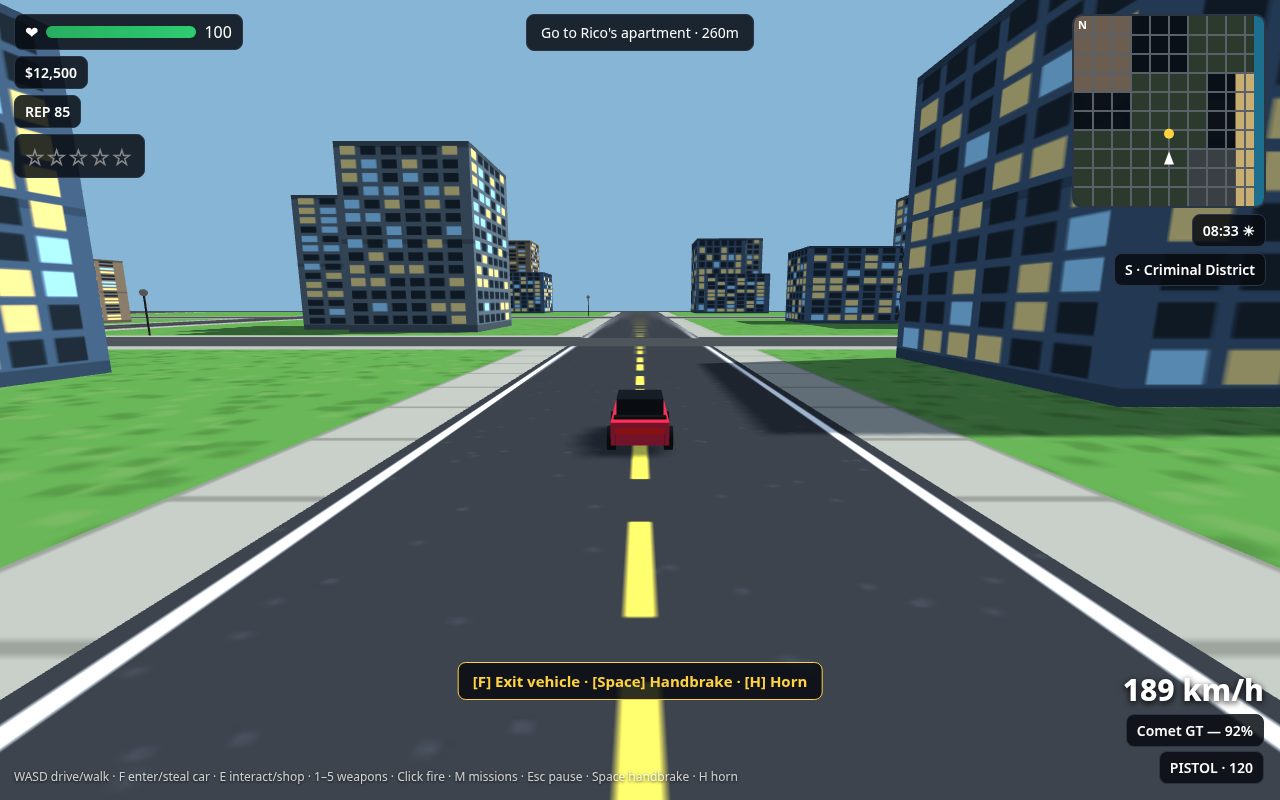 ❤ 100
Go to Rico's apartment · 260m
N
$12,500
REP 85
☆☆☆☆☆
08:33 ☀
S · Criminal District
[F] Exit vehicle · [Space] Handbrake · [H] Horn
189 km/h
Comet GT — 92%
PISTOL · 120
WASD drive/walk · F enter/steal car · E interact/shop · 1–5 weapons · Click fire · M missions · Esc pause · Space handbrake · H horn